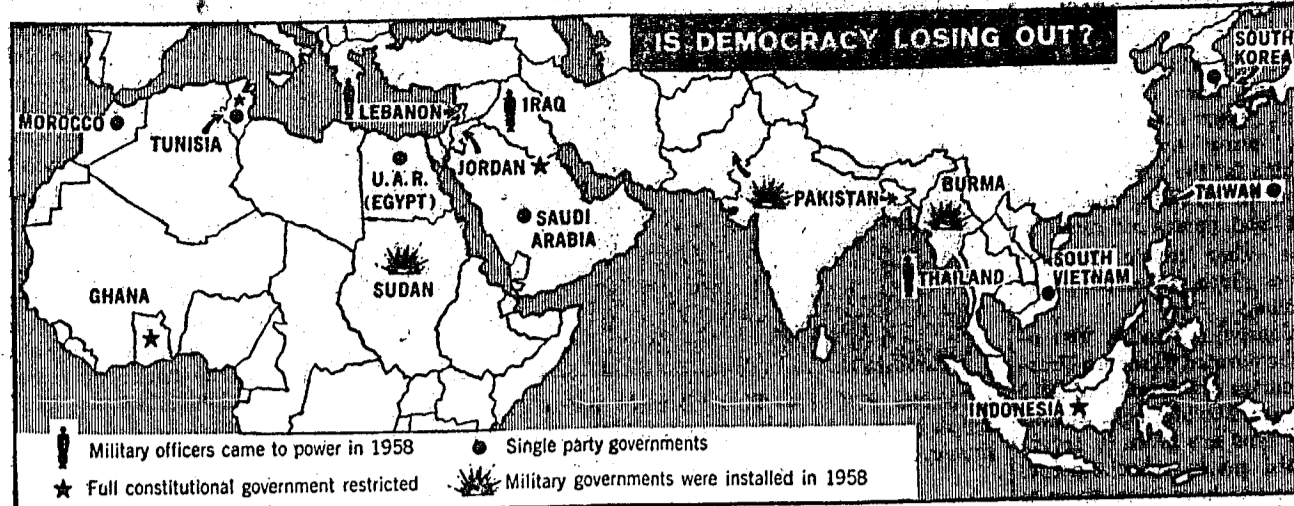 IS DEMOCRACY LOSING OUT?
SOUTH
KOREA
MOROCCO
TUNISIA
LEBANON
IRAQ
JORDAN
U.A.R.
(EGYPT)
SAUDI
ARABIA
PAKISTAN
BURMA
TAIWAN
SUDAN
GHANA
THAILAND
SOUTH
VIETNAM
INDONESIA
Military officers came to power in 1958
Single party governments
Full constitutional government restricted
Military governments were installed in 1958